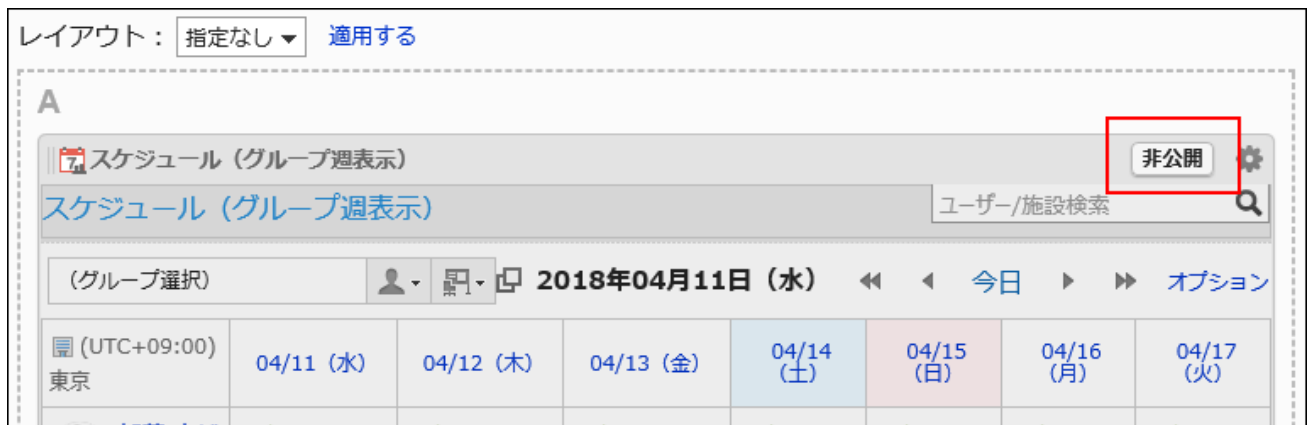 レイアウト： 指定なし 適用する
A
スケジュール（グループ週表示） 非公開
スケジュール（グループ週表示） ユーザー/施設検索
（グループ選択） 2018年04月11日（水） 今日 オプション
(UTC+09:00)
東京
04/11（水） 04/12（木） 04/13（金）
04/14
（土）
04/15
（日）
04/16
（月）
04/17
（火）